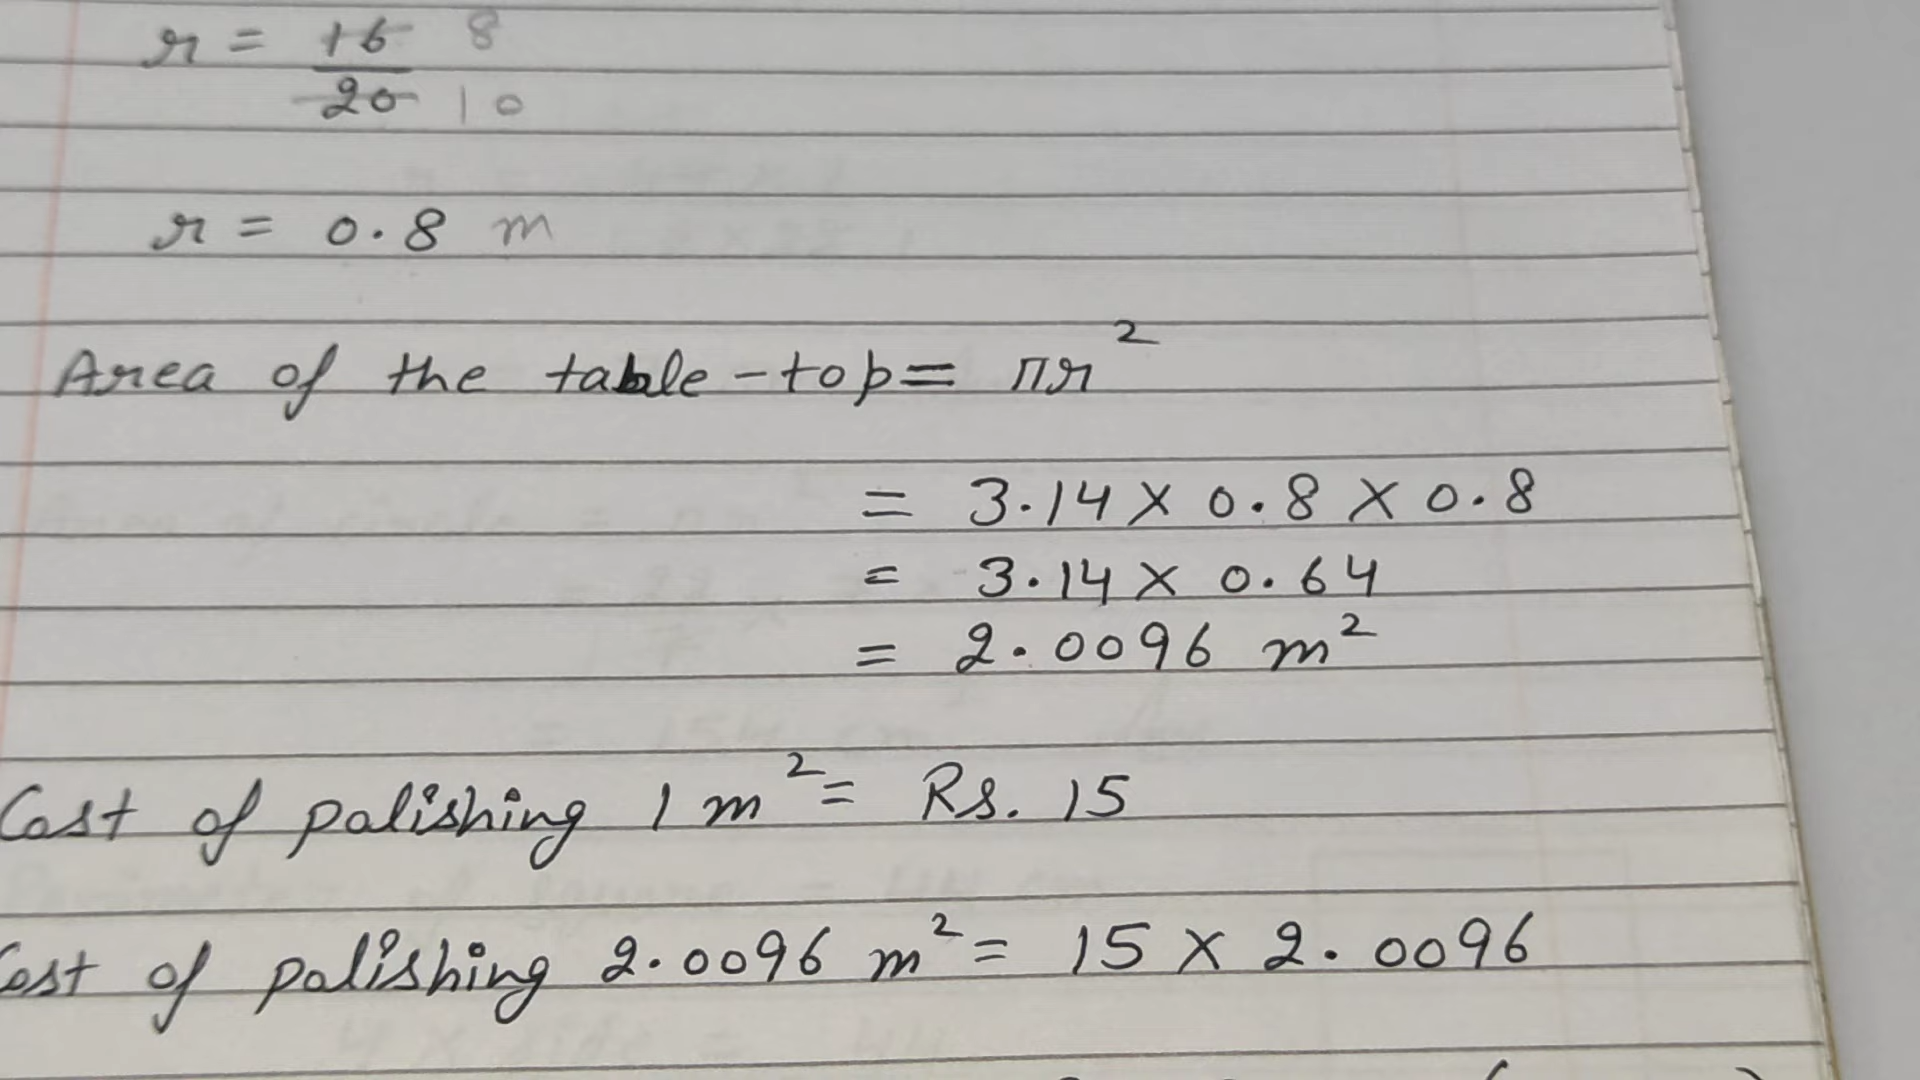 r = 16 8
20 10
r = 0.8 m
Area of the table-top = πr²
= 3.14 × 0.8 × 0.8
= 3.14 × 0.64
= 2.0096 m²
Cost of polishing 1 m² = Rs. 15
Cost of polishing 2.0096 m² = 15 × 2.0096